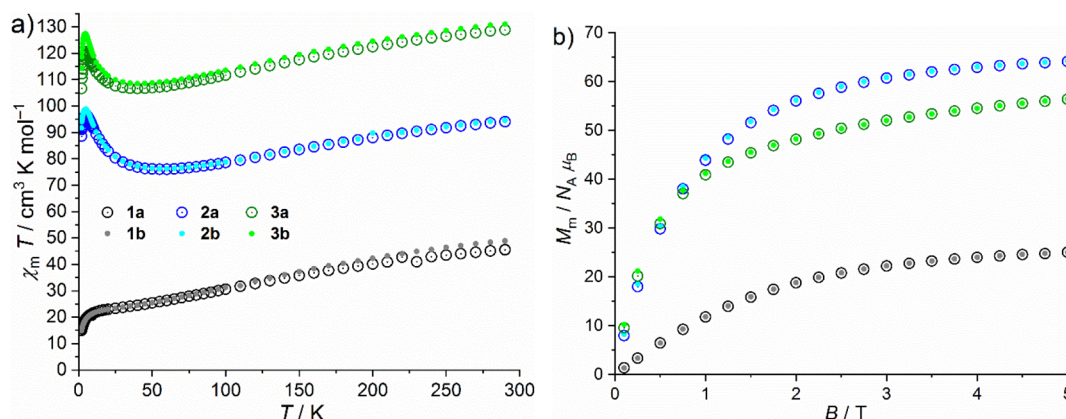 a)
χₘ T / cm³ K mol⁻¹
130
120
110
100
90
80
70
60
50
40
30
20
10
0
1a 2a 3a
1b 2b 3b
0 50 100 150 200 250 300
T / K
b)
Mₘ / N_A μ_B
70
60
50
40
30
20
10
0
0 1 2 3 4 5
B / T